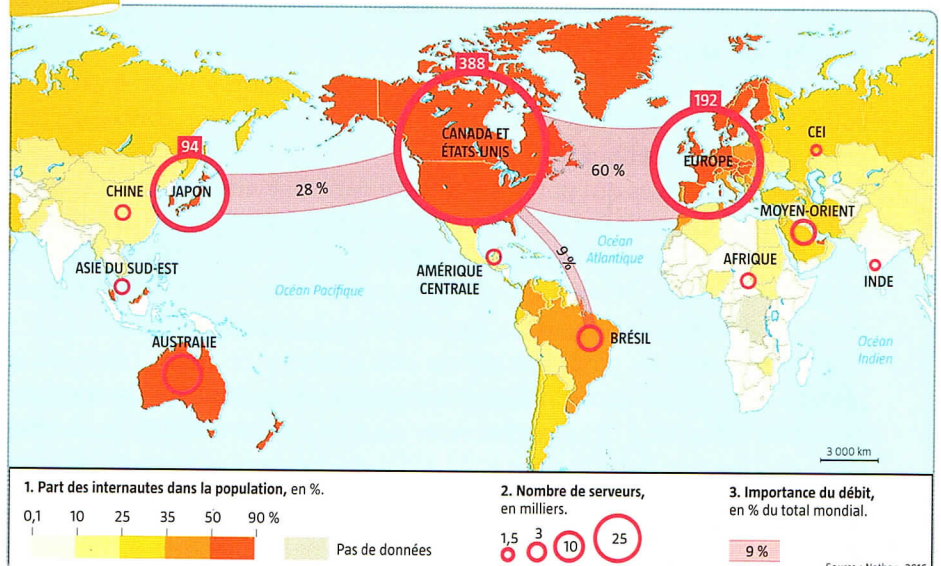 388
192
94
CANADA ET
ÉTATS-UNIS
CEI
EUROPE
60 %
28 %
CHINE
JAPON
MOYEN-ORIENT
9 %
Océan
Atlantique
AFRIQUE
INDE
ASIE DU SUD-EST
AMÉRIQUE
CENTRALE
Océan Pacifique
BRÉSIL
AUSTRALIE
Océan
Indien
3 000 km
1. Part des internautes dans la population, en %.
0,1 10 25 35 50 90 %
Pas de données
2. Nombre de serveurs,
en milliers.
1,5 3 10 25
3. Importance du débit,
en % du total mondial.
9 %